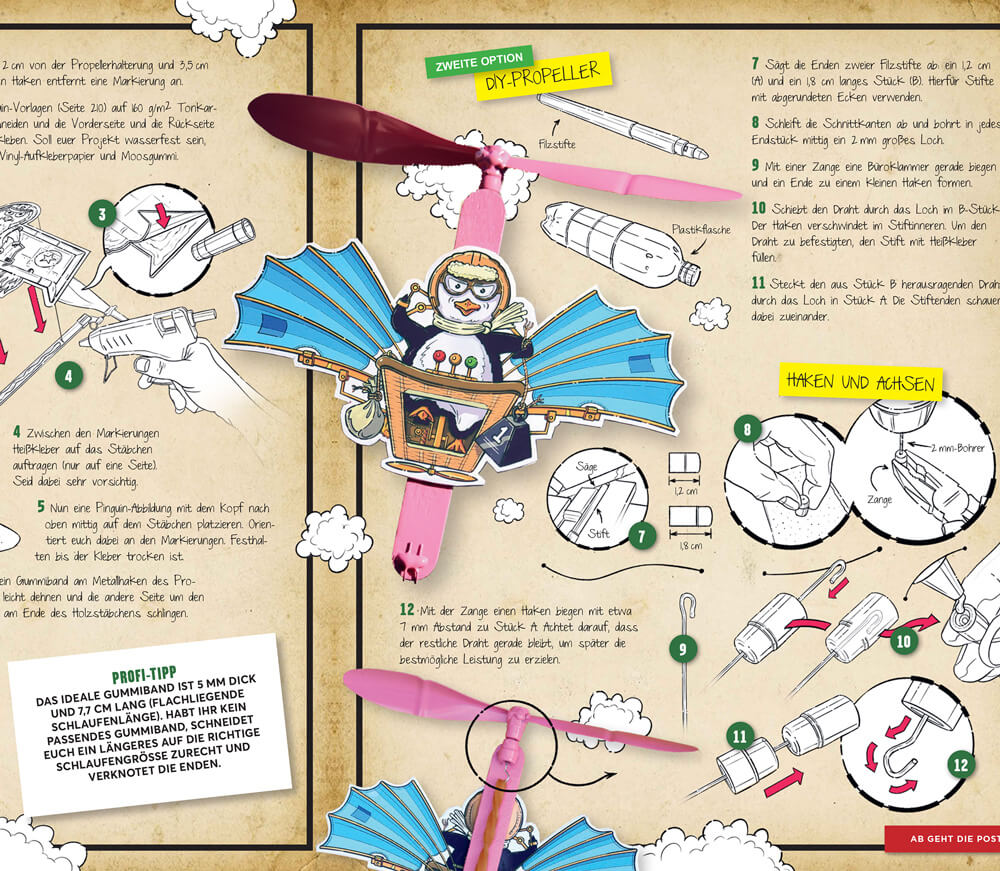 2 cm von der Propellerhalterung und 3,5 cm
Haken entfernt eine Markierung an.
in-Vorlagen (Seite 210) auf 160 g/m² Tonkar-
neiden und die Vorderseite und die Rückseite
kleben. Soll euer Projekt wasserfest sein,
Vinyl-Aufkleberpapier und Moosgummi.
3
4
4 Zwischen den Markierungen
Heißkleber auf das Stäbchen
auftragen (nur auf eine Seite).
Seid dabei sehr vorsichtig.
5 Nun eine Pinguin-Abbildung mit dem Kopf nach
oben mittig auf dem Stäbchen platzieren. Orien-
tiert euch dabei an den Markierungen. Festhal-
ten bis der Kleber trocken ist.
ein Gummiband am Metallhaken des Pro-
leicht dehnen und die andere Seite um den
am Ende des Holzstäbchens schlingen.
PROFI-TIPP
DAS IDEALE GUMMIBAND IST 5 MM DICK
UND 7,7 CM LANG (FLACHLIEGENDE
SCHLAUFENLÄNGE). HABT IHR KEIN
PASSENDES GUMMIBAND, SCHNEIDET
EUCH EIN LÄNGERES AUF DIE RICHTIGE
SCHLAUFENGRÖSSE ZURECHT UND
VERKNOTET DIE ENDEN.
ZWEITE OPTION
DIY-PROPELLER
Filzstifte
Plastikflasche
1
Säge
Stift
7
1,2 cm
1,8 cm
12 Mit der Zange einen Haken biegen mit etwa
7 mm Abstand zu Stück A. Achtet darauf, dass
der restliche Draht gerade bleibt, um später die
bestmögliche Leistung zu erzielen.
7 Sägt die Enden zweier Filzstifte ab: ein 1,2 cm
(A) und ein 1,8 cm langes Stück (B). Hierfür Stifte
mit abgerundeten Ecken verwenden.
8 Schleift die Schnittkanten ab und bohrt in jedes
Endstück mittig ein 2 mm großes Loch.
9 Mit einer Zange eine Büroklammer gerade biegen
und ein Ende zu einem kleinen Haken formen.
10 Schiebt den Draht durch das Loch im B-Stück
Der Haken verschwindet im Stiftinneren. Um den
Draht zu befestigten, den Stift mit Heißkleber
füllen.
11 Steckt den aus Stück B herausragenden Draht
durch das Loch in Stück A. Die Stiftenden schauen
dabei zueinander.
HAKEN UND ACHSEN
8
2 mm-Bohrer
Zange
9
10
11
12
AB GEHT DIE POST